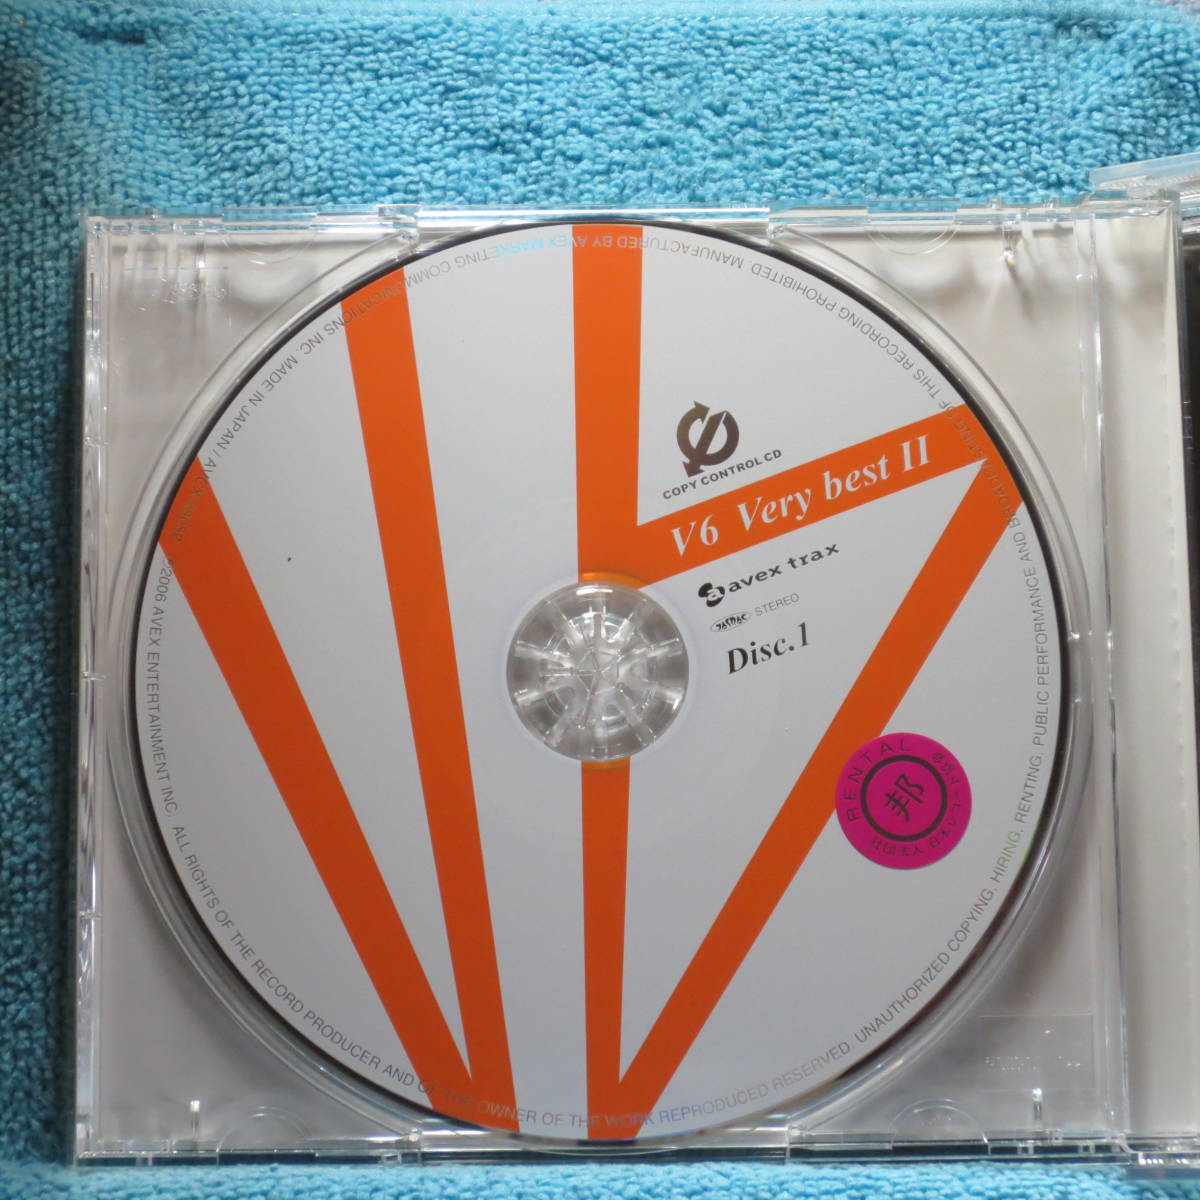 COPY CONTROL CD
V6 Very best II
avex trax
JASRAC STEREO
Disc.1
RENTAL
邦
℗2006 AVEX ENTERTAINMENT INC. ALL RIGHTS OF THE RECORD PRODUCER AND OF THE OWNER OF THE WORK REPRODUCED RESERVED. UNAUTHORIZED COPYING, HIRING, RENTING, PUBLIC PERFORMANCE AND BROADCASTING OF THIS RECORDING PROHIBITED. MANUFACTURED BY AVEX MARKETING COMMUNICATIONS INC. MADE IN JAPAN /